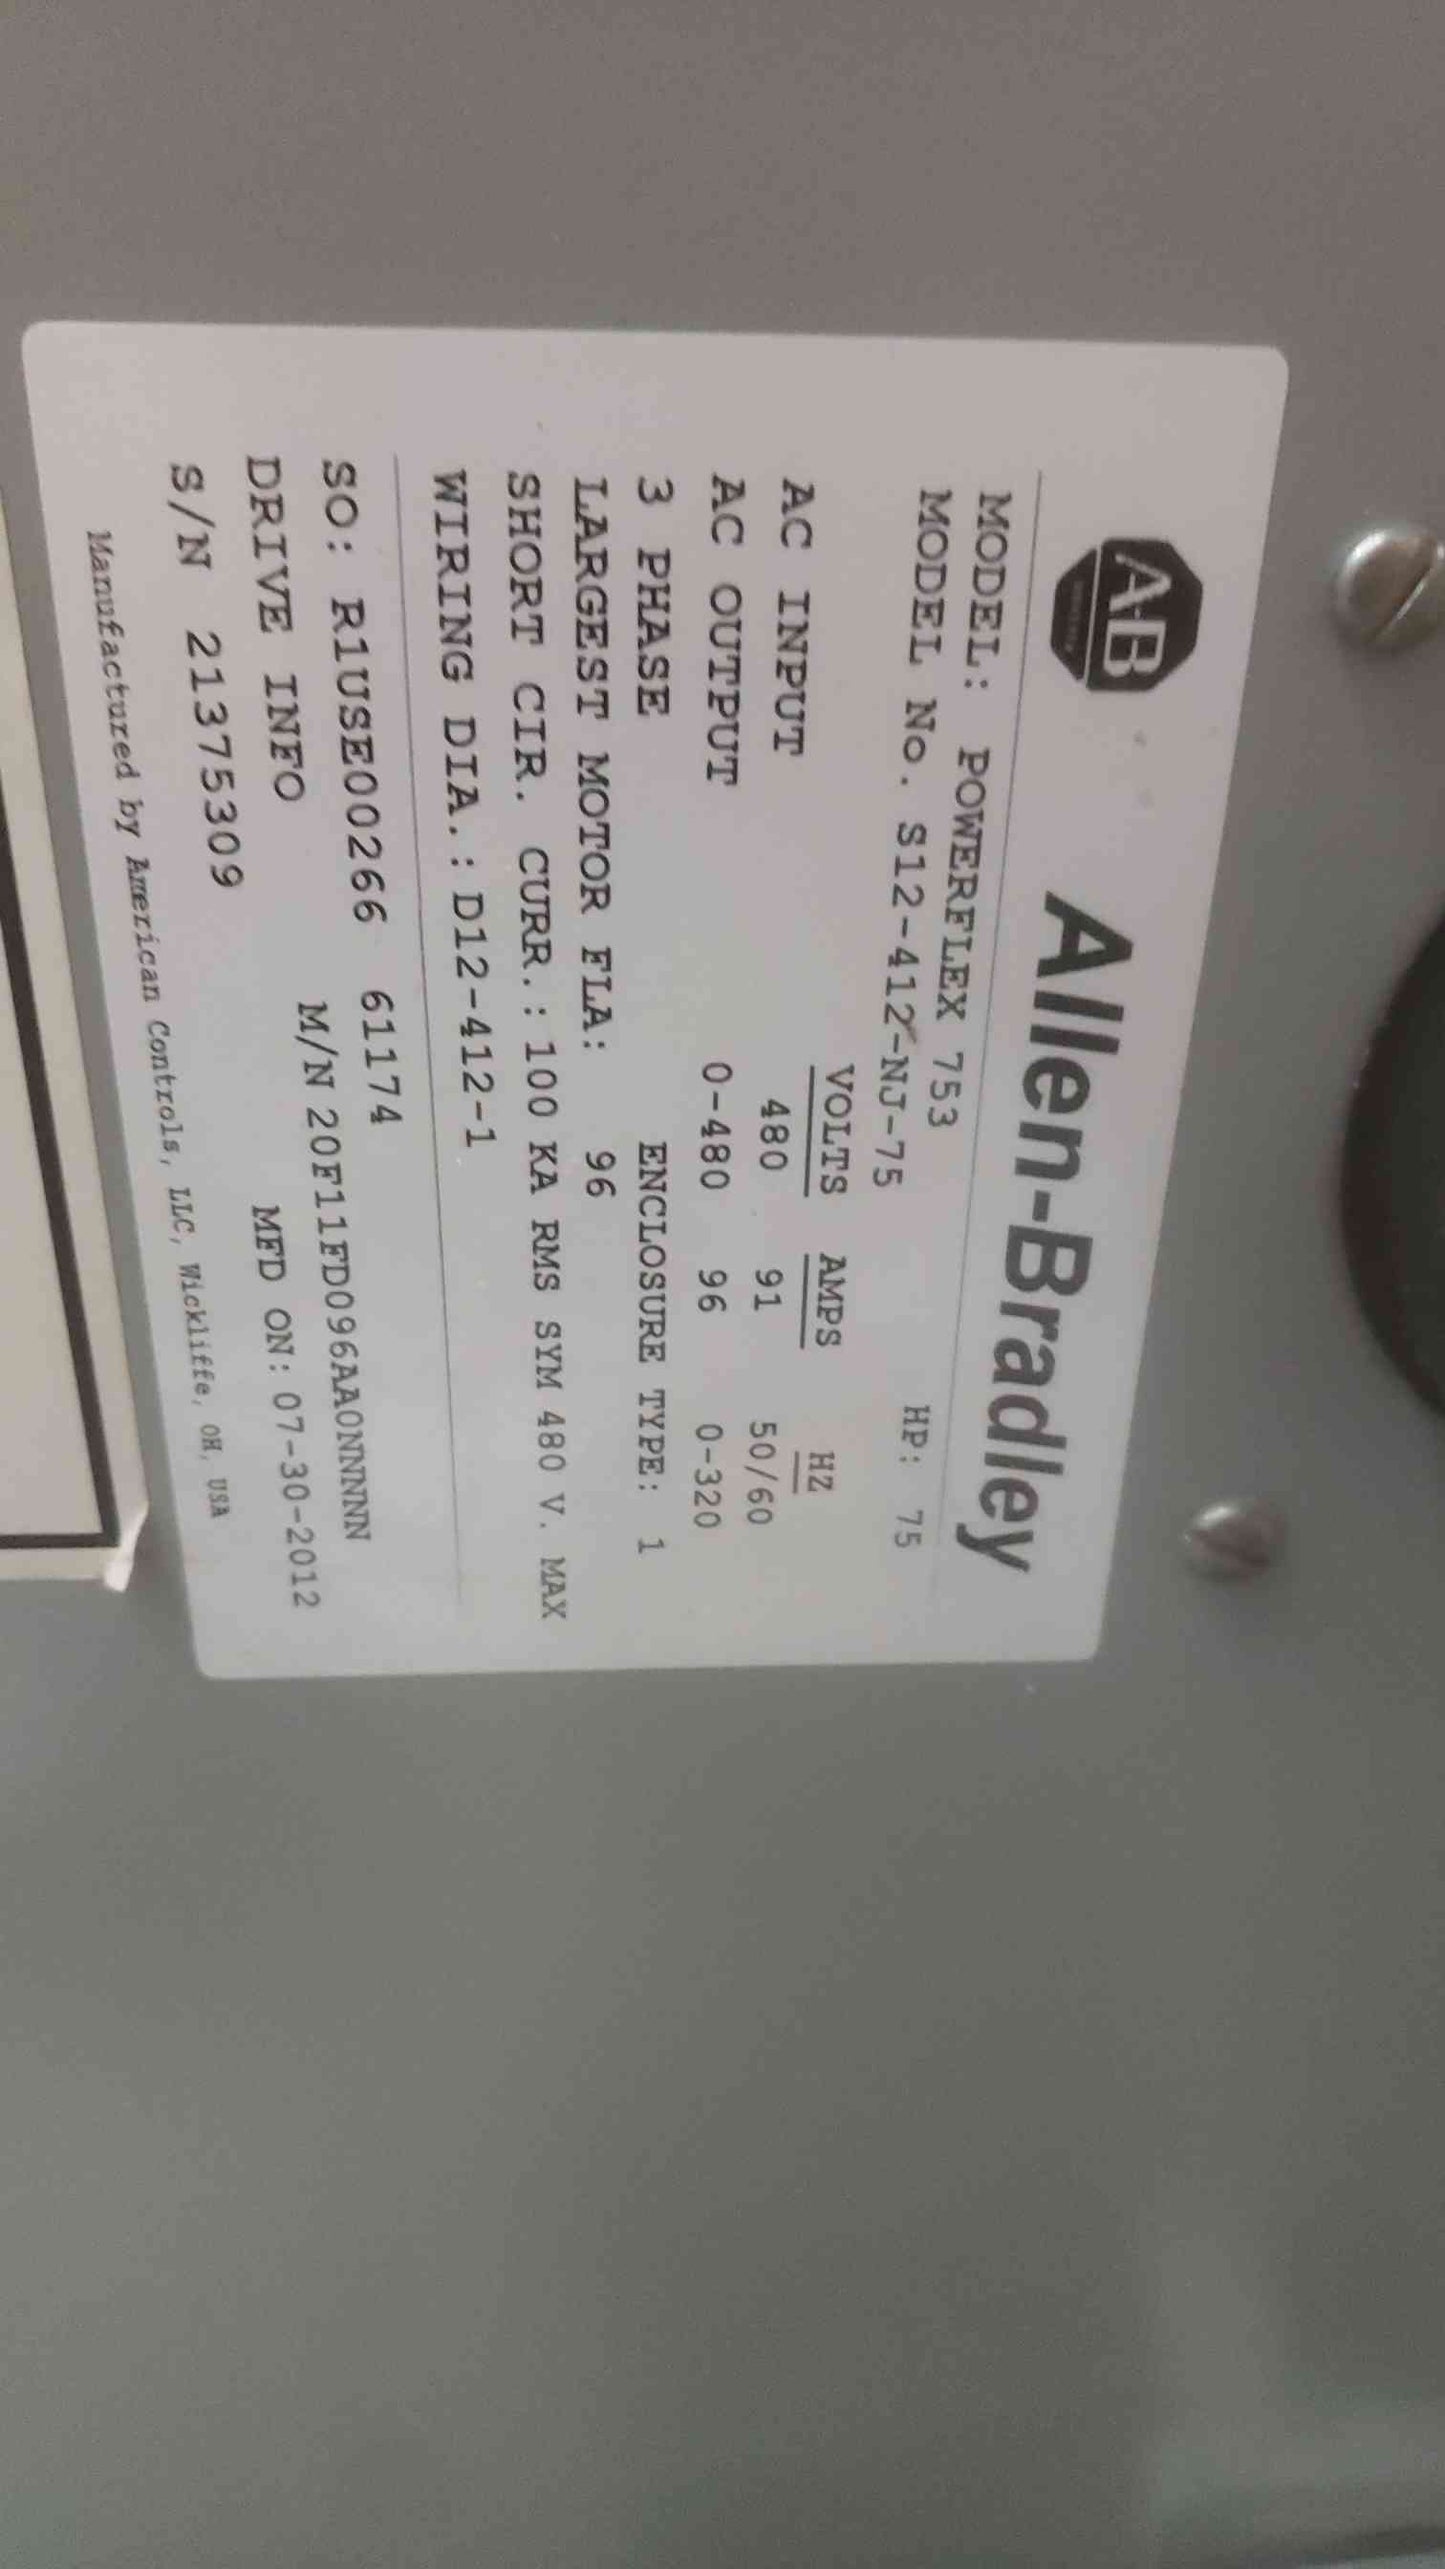 A-B
Allen-Bradley
MODEL: POWERFLEX 753
MODEL No. S12-412-NJ-75 HP: 75
VOLTS AMPS HZ
AC INPUT 480 91 50/60
AC OUTPUT 0-480 96 0-320
3 PHASE ENCLOSURE TYPE: 1
LARGEST MOTOR FLA: 96
SHORT CIR. CURR.: 100 KA RMS SYM 480 V. MAX
WIRING DIA.: D12-412-1
SO: R1USE00266 61174
DRIVE INFO M/N 20F11FD096AA0NNNNN
S/N 21375309 MFD ON: 07-30-2012
Manufactured by American Controls, LLC, Wickliffe, OH, USA